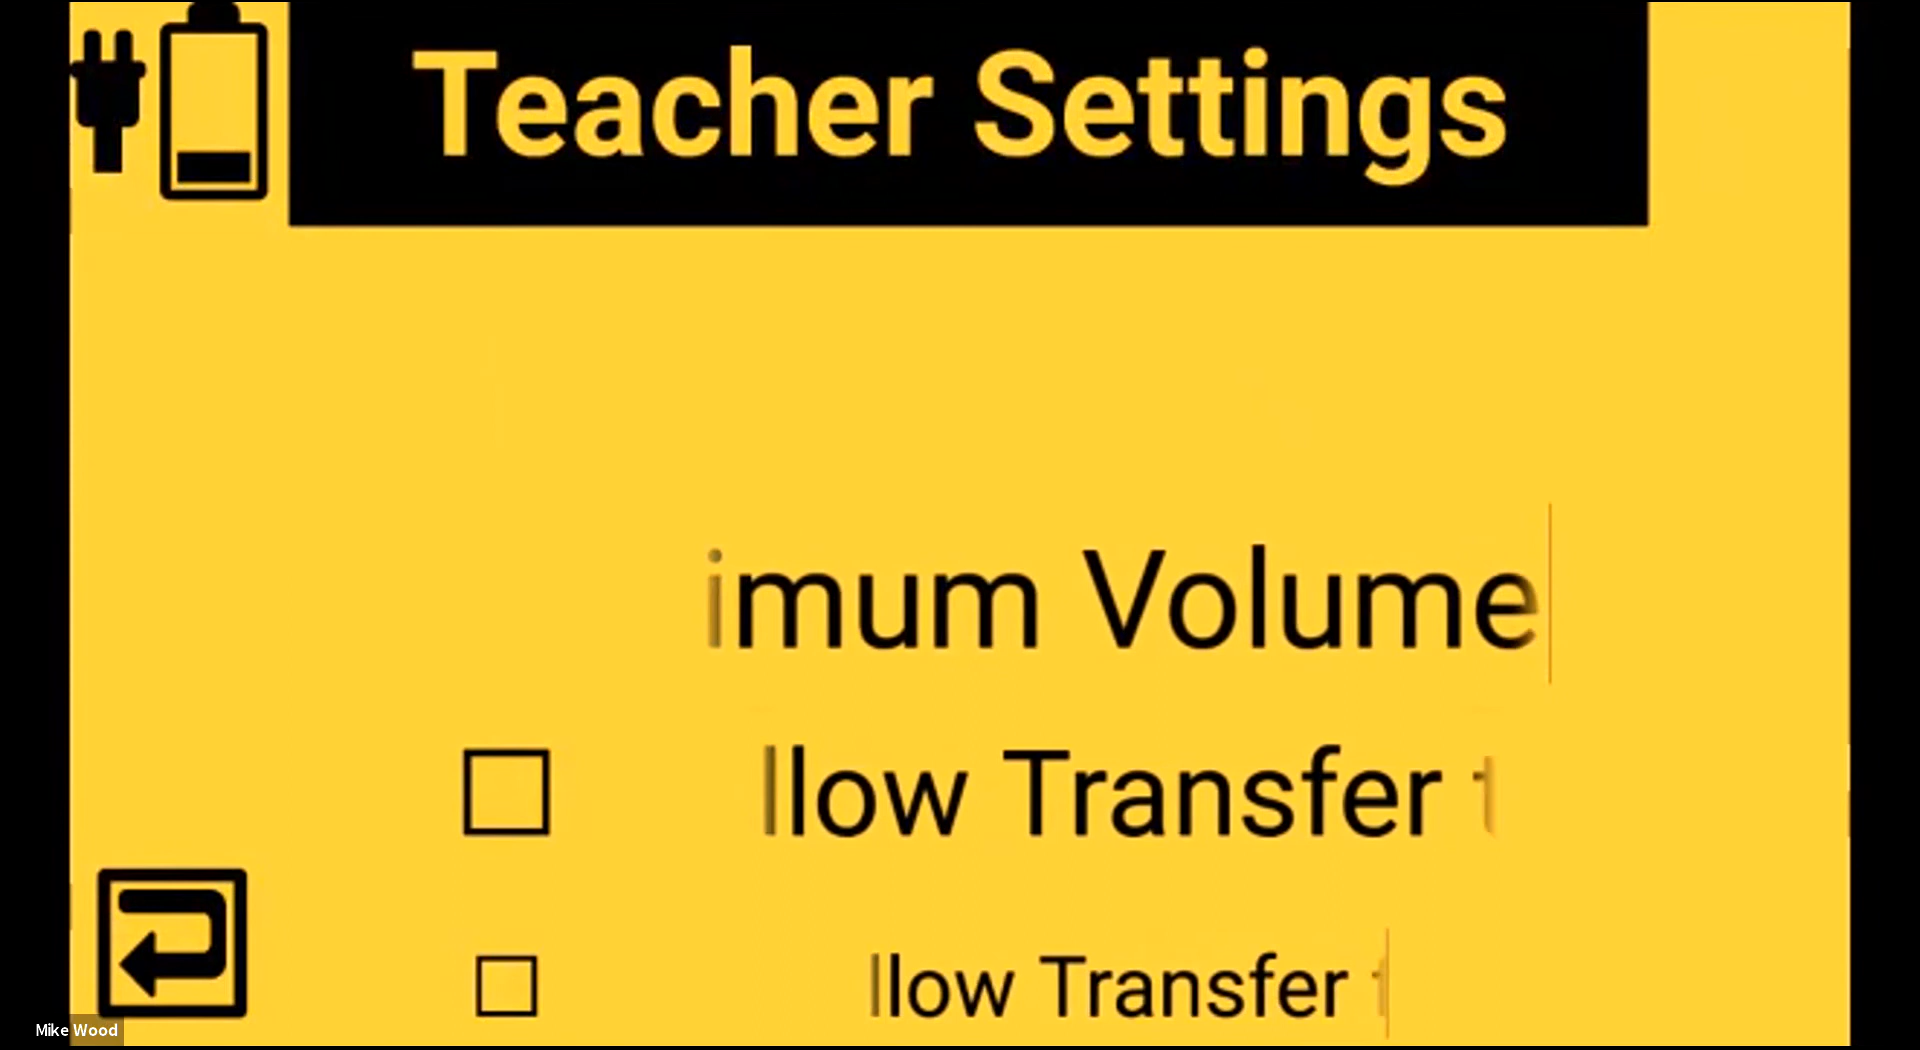 Teacher Settings
imum Volume
llow Transfer t
llow Transfer t
Mike Wood